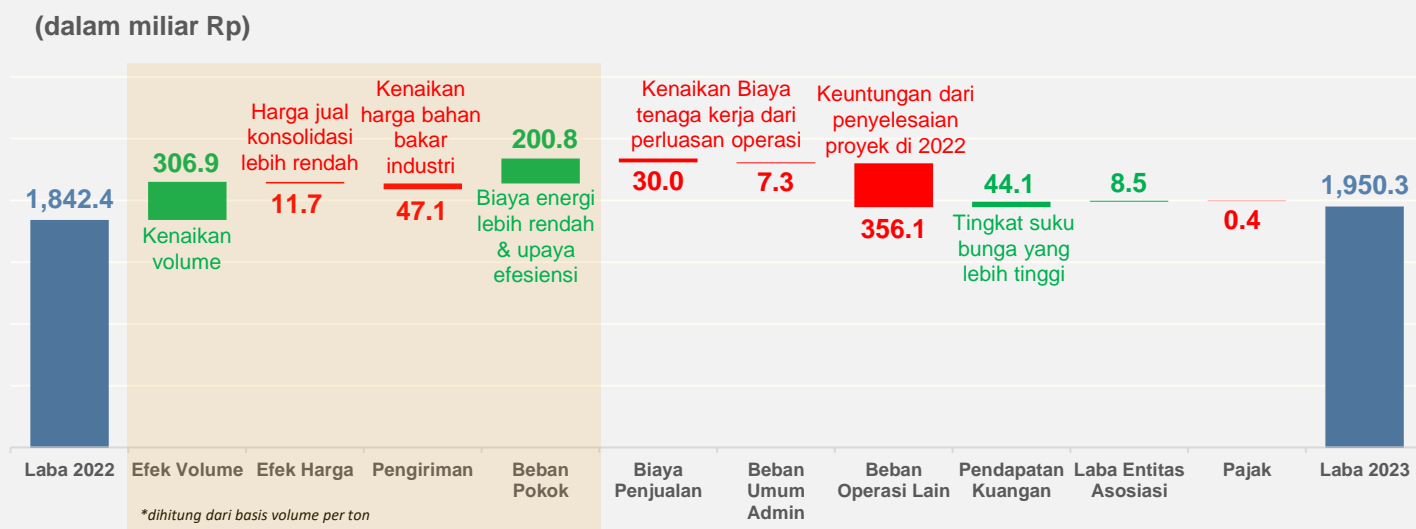 (dalam miliar Rp)
1,842.4
306.9
Kenaikan
volume
Harga jual
konsolidasi
lebih rendah
11.7
Kenaikan
harga bahan
bakar
industri
47.1
200.8
Biaya energi
lebih rendah
& upaya
efesiensi
Kenaikan Biaya
tenaga kerja dari
perluasan operasi
30.0
7.3
Keuntungan dari
penyelesaian
proyek di 2022
356.1
44.1
Tingkat suku
bunga yang
lebih tinggi
8.5
0.4
1,950.3
Laba 2022
Efek Volume
Efek Harga
Pengiriman
Beban
Pokok
Biaya
Penjualan
Beban
Umum
Admin
Beban
Operasi Lain
Pendapatan
Kuangan
Laba Entitas
Asosiasi
Pajak
Laba 2023
*dihitung dari basis volume per ton